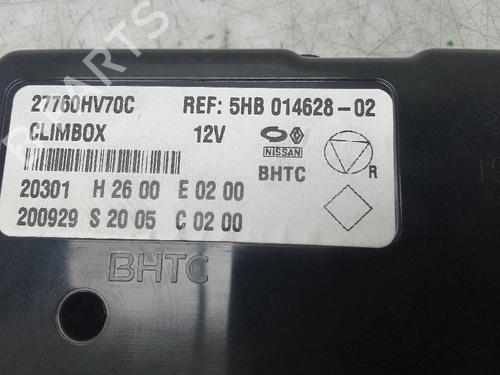 27760HV70C REF: 5HB 014628-02
CLIMBOX 12V
NISSAN
BHTC R
20301 H 26 00 E 02 00
200929 S 20 05 C 02 00
BHTC
B-PARTS